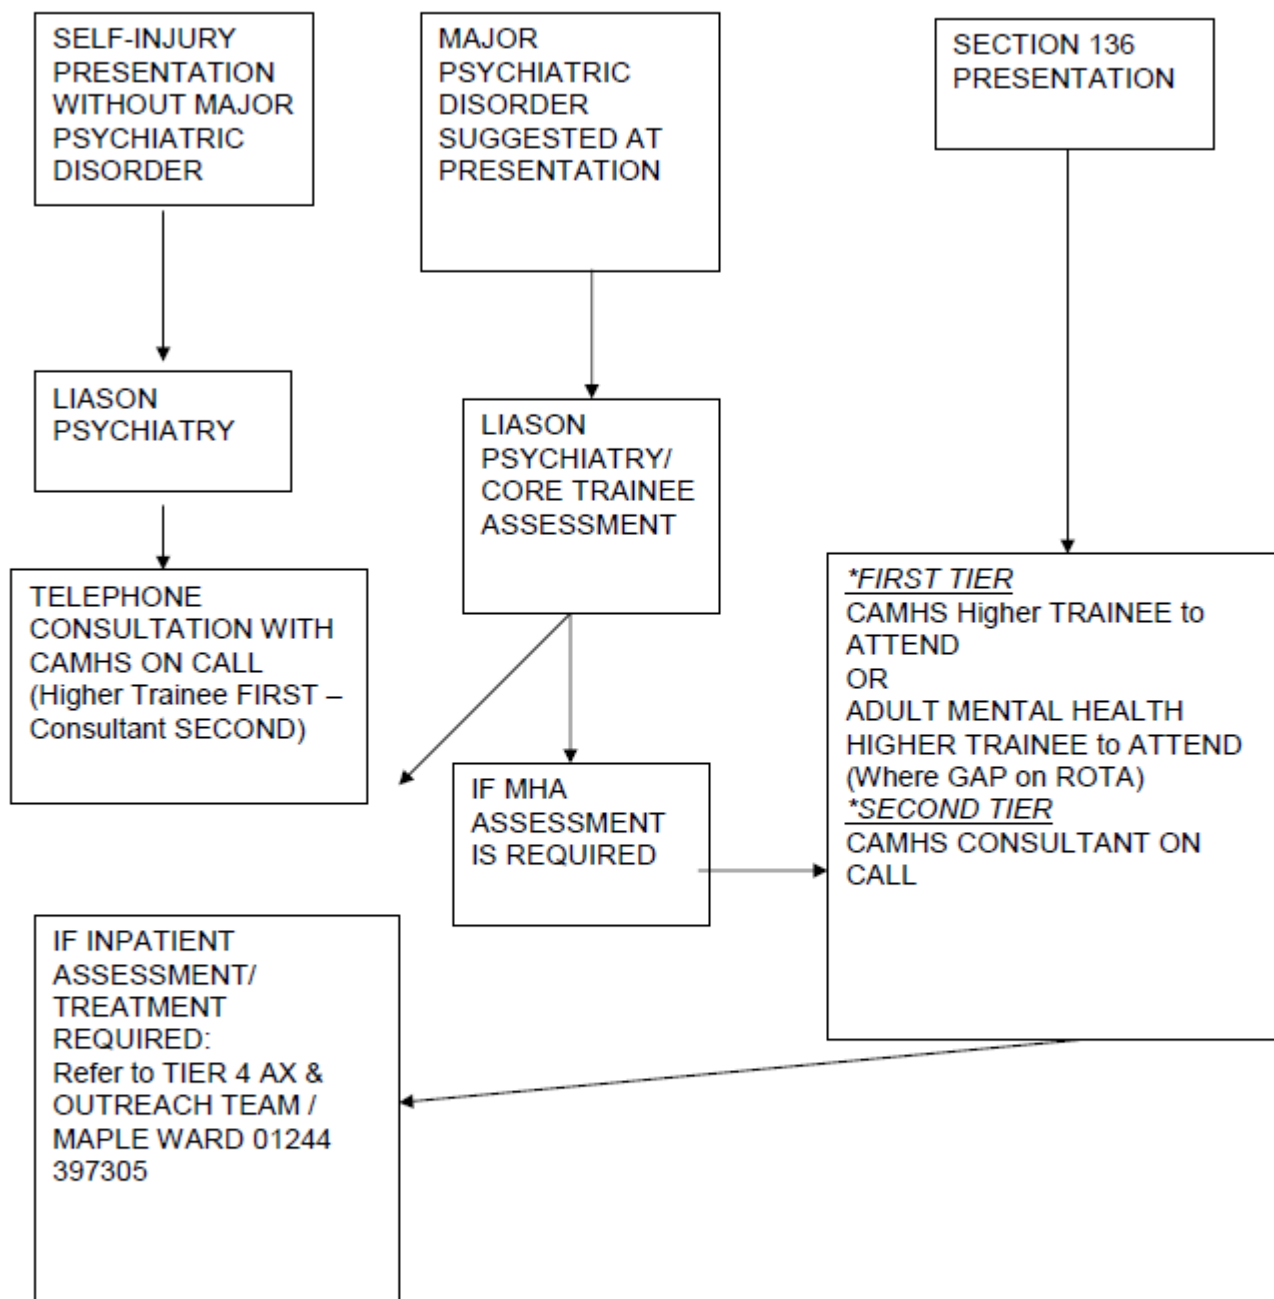 SELF-INJURY
PRESENTATION
WITHOUT MAJOR
PSYCHIATRIC
DISORDER
MAJOR
PSYCHIATRIC
DISORDER
SUGGESTED AT
PRESENTATION
SECTION 136
PRESENTATION
LIASON
PSYCHIATRY
LIASON
PSYCHIATRY/
CORE TRAINEE
ASSESSMENT
TELEPHONE
CONSULTATION WITH
CAMHS ON CALL
(Higher Trainee FIRST –
Consultant SECOND)
IF MHA
ASSESSMENT
IS REQUIRED
*FIRST TIER
CAMHS Higher TRAINEE to
ATTEND
OR
ADULT MENTAL HEALTH
HIGHER TRAINEE to ATTEND
(Where GAP on ROTA)
*SECOND TIER
CAMHS CONSULTANT ON
CALL
IF INPATIENT
ASSESSMENT/
TREATMENT
REQUIRED:
Refer to TIER 4 AX &
OUTREACH TEAM /
MAPLE WARD 01244
397305